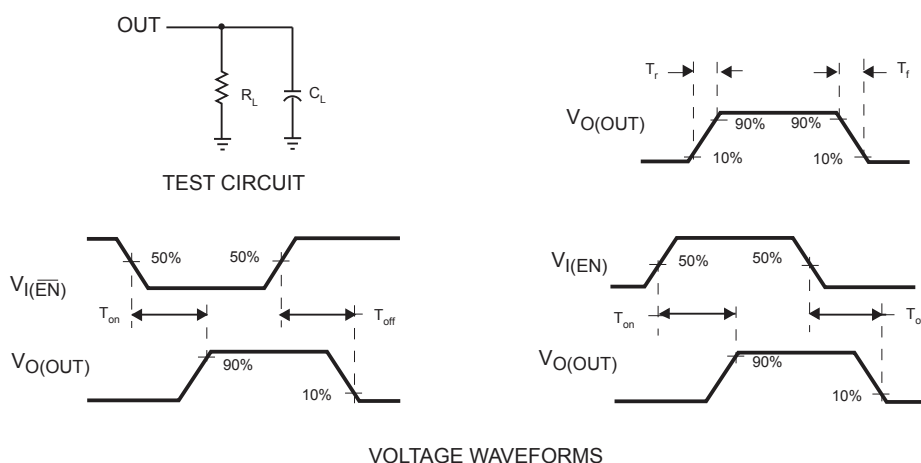 OUT
R_L
C_L
TEST CIRCUIT
T_r
T_f
V_O(OUT)
90%
90%
10%
10%
V_I(E̅N̅)
50%
50%
T_on
T_off
V_O(OUT)
90%
10%
V_I(EN)
50%
50%
T_on
V_O(OUT)
90%
10%
VOLTAGE WAVEFORMS